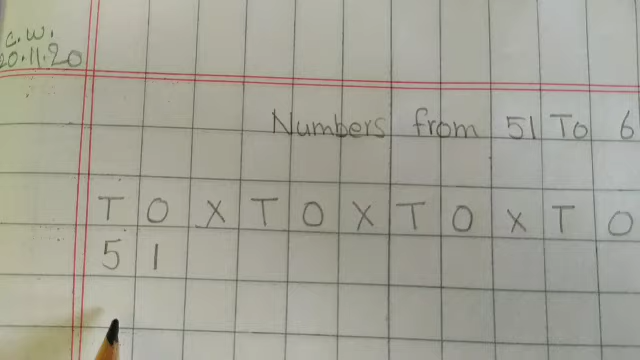 C.W.
20.11.20
Numbers from 51 To 6
T O X T O X T O X T O
5 1